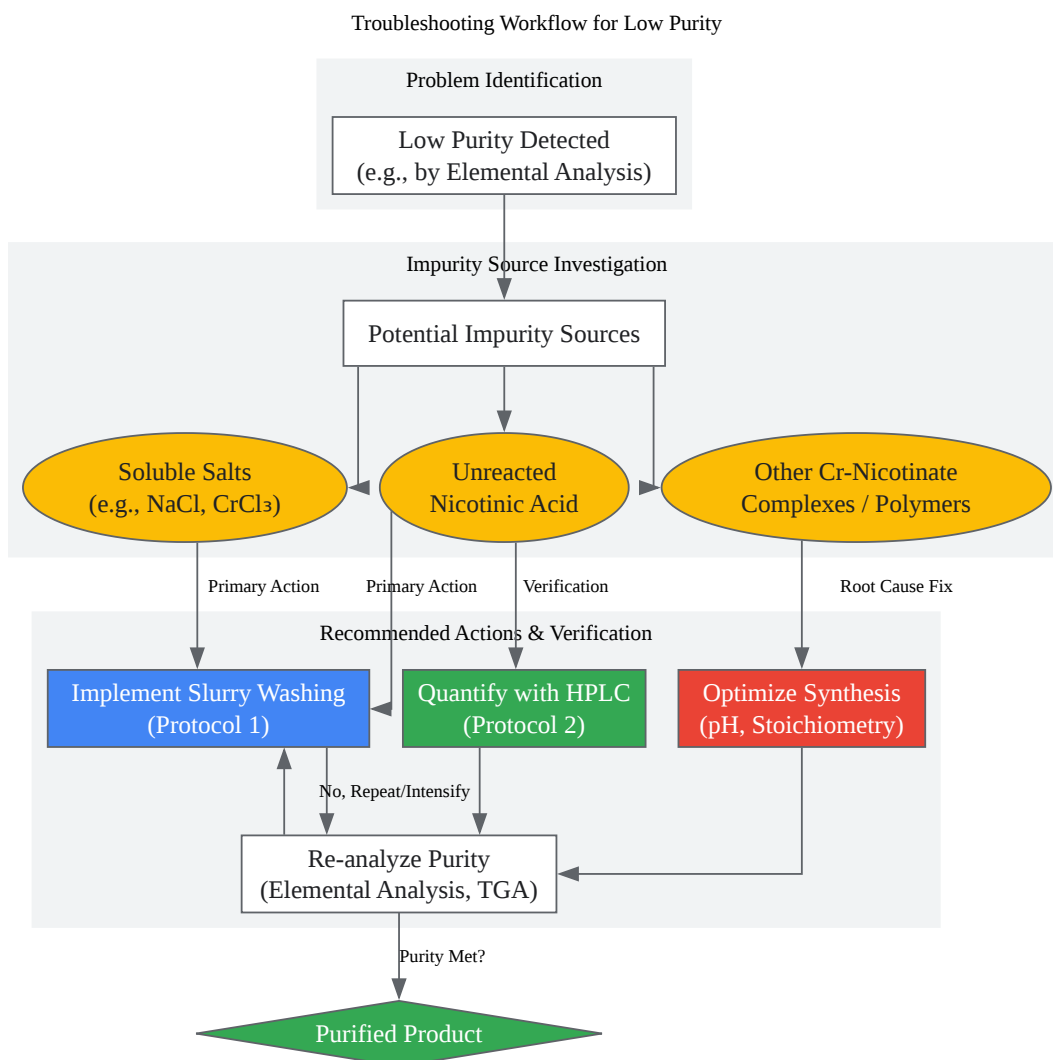 Troubleshooting Workflow for Low Purity
Problem Identification
Low Purity Detected
(e.g., by Elemental Analysis)
Impurity Source Investigation
Potential Impurity Sources
Soluble Salts
(e.g., NaCl, CrCl₃)
Unreacted
Nicotinic Acid
Other Cr-Nicotinate
Complexes / Polymers
Primary Action
Primary Action
Verification
Root Cause Fix
Recommended Actions & Verification
Implement Slurry Washing
(Protocol 1)
Quantify with HPLC
(Protocol 2)
Optimize Synthesis
(pH, Stoichiometry)
No, Repeat/Intensify
Re-analyze Purity
(Elemental Analysis, TGA)
Purity Met?
Purified Product